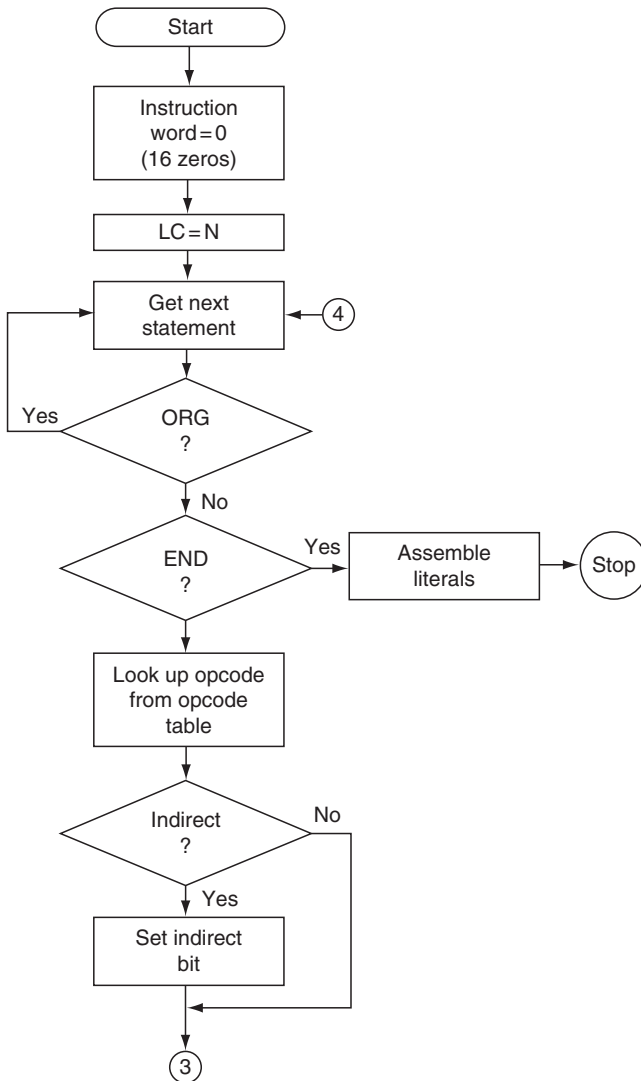 Start
Instruction
word=0
(16 zeros)
LC=N
Get next
statement
4
Yes
ORG
?
No
END
?
Yes
Assemble
literals
Stop
Look up opcode
from opcode
table
Indirect
?
No
Yes
Set indirect
bit
3